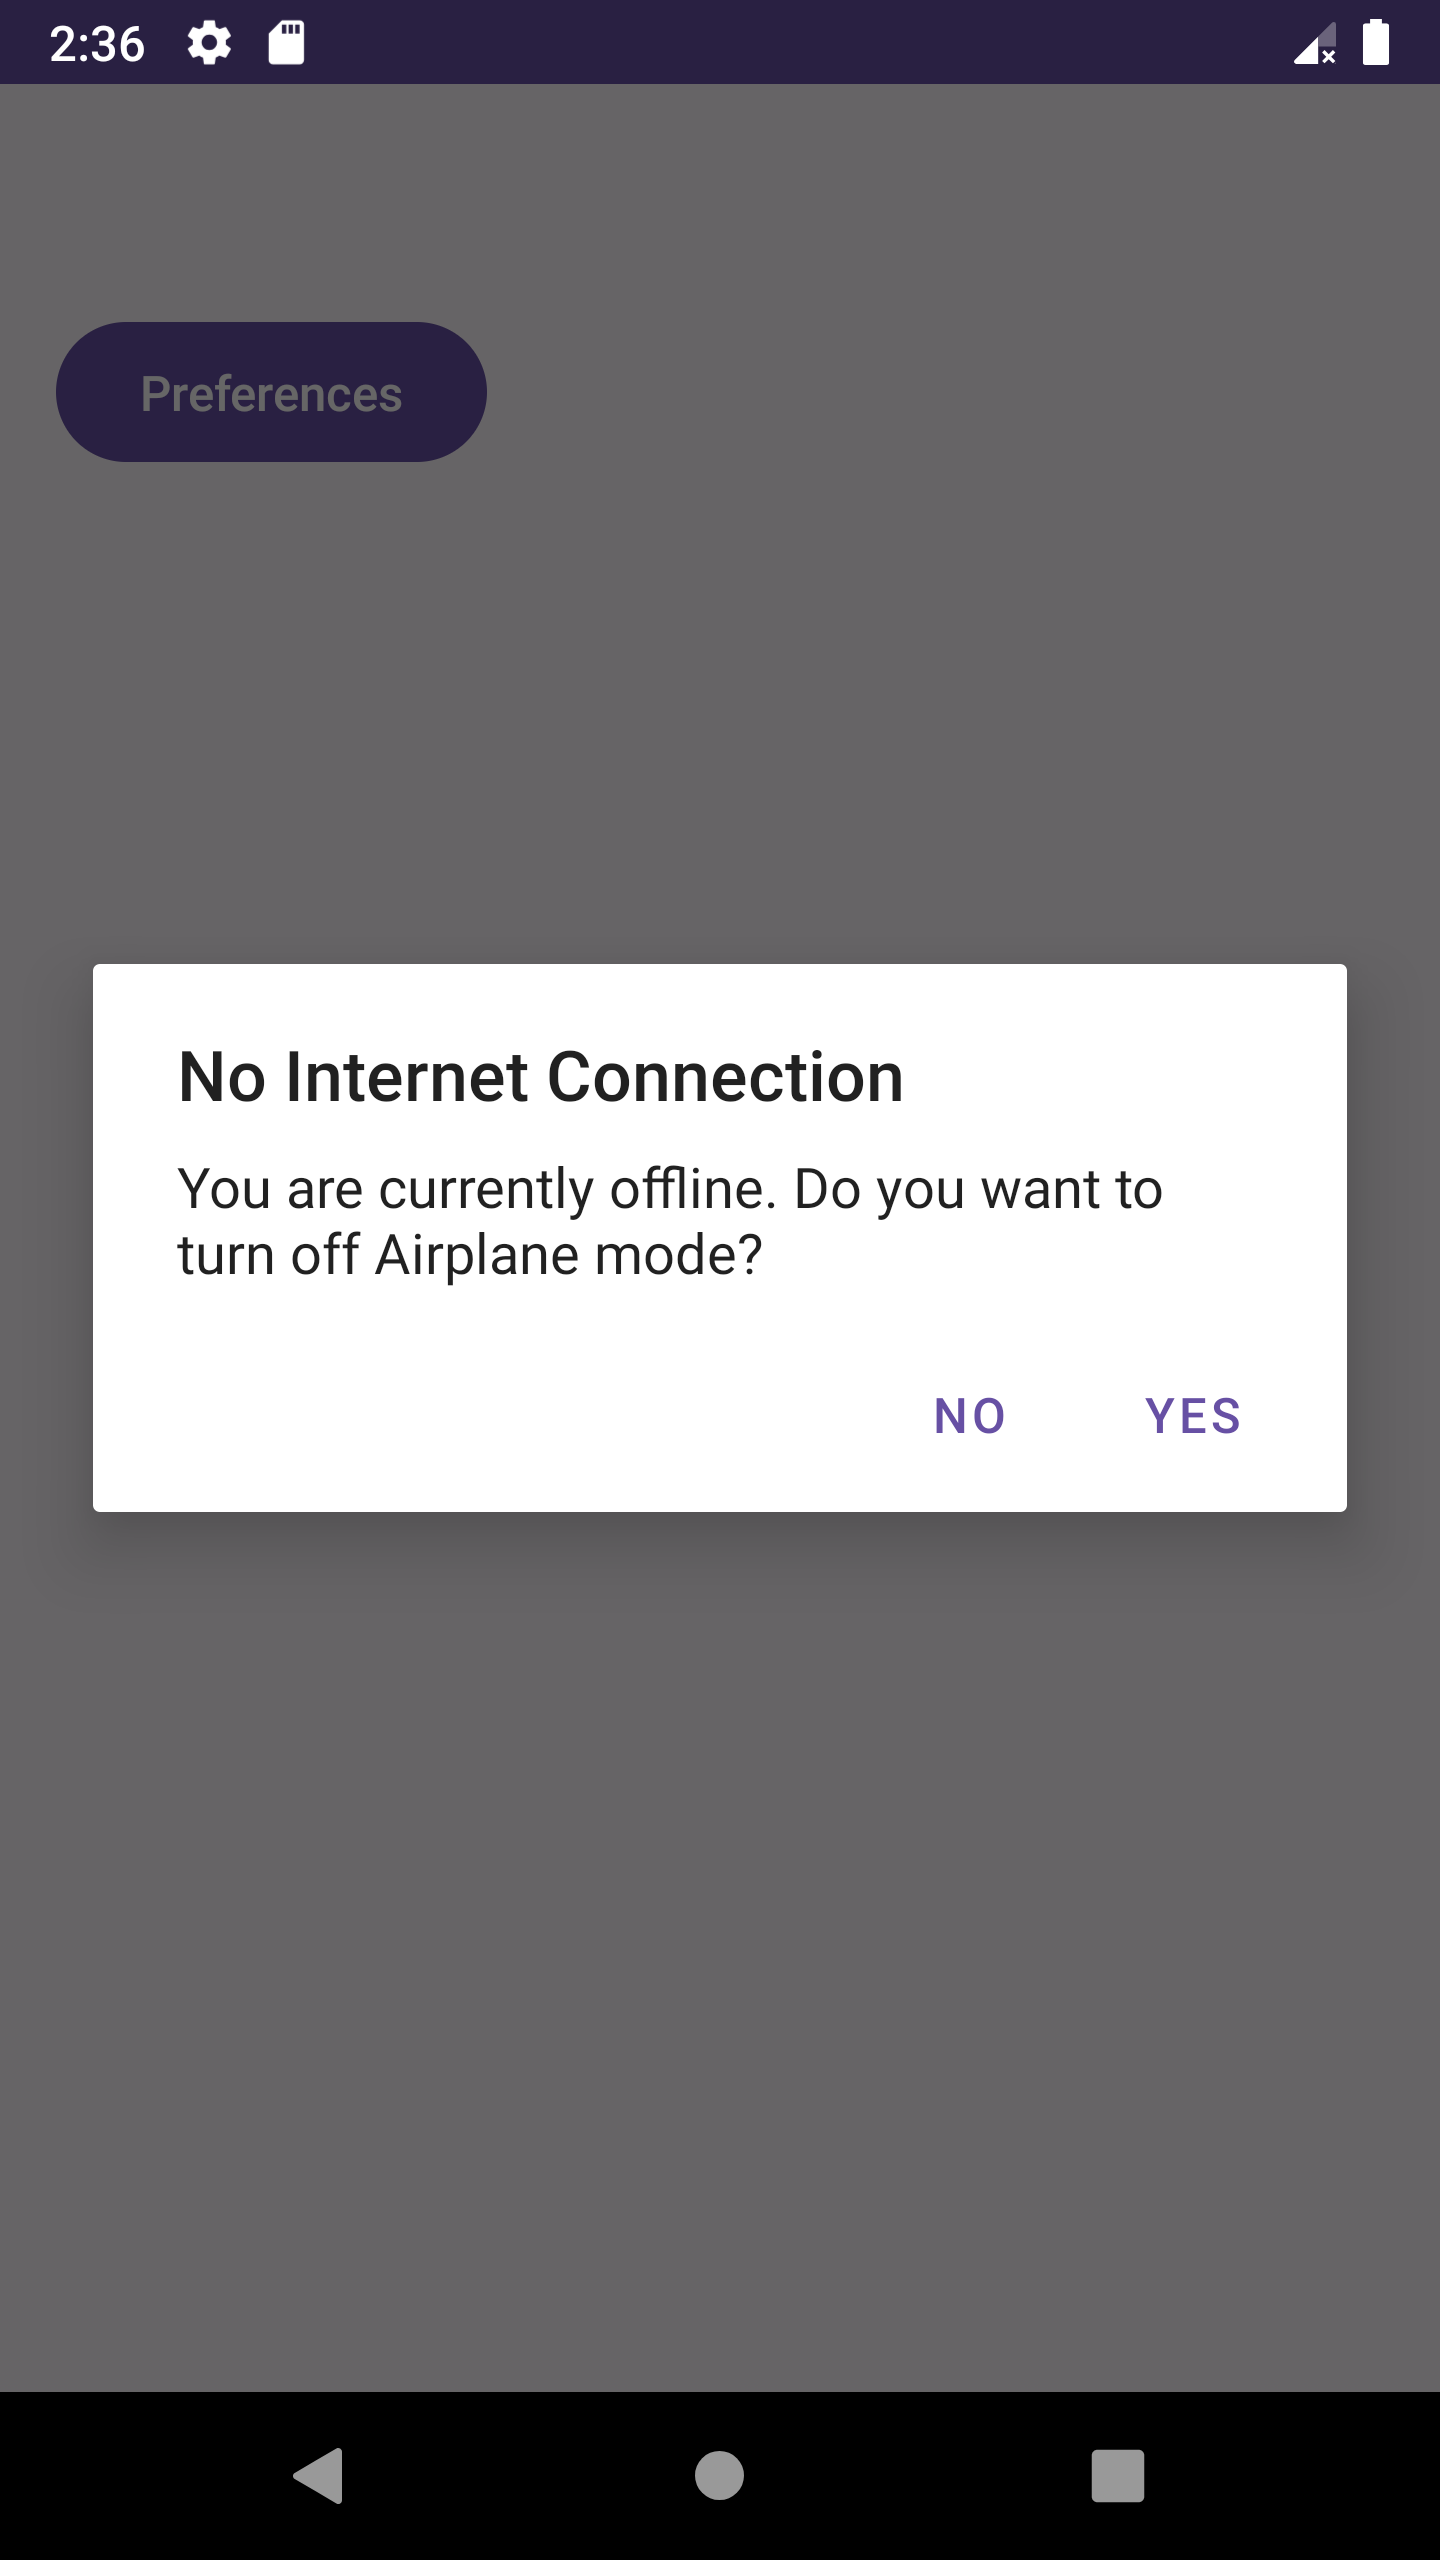 2:36
Preferences
No Internet Connection
You are currently offline. Do you want to
turn off Airplane mode?
NO YES